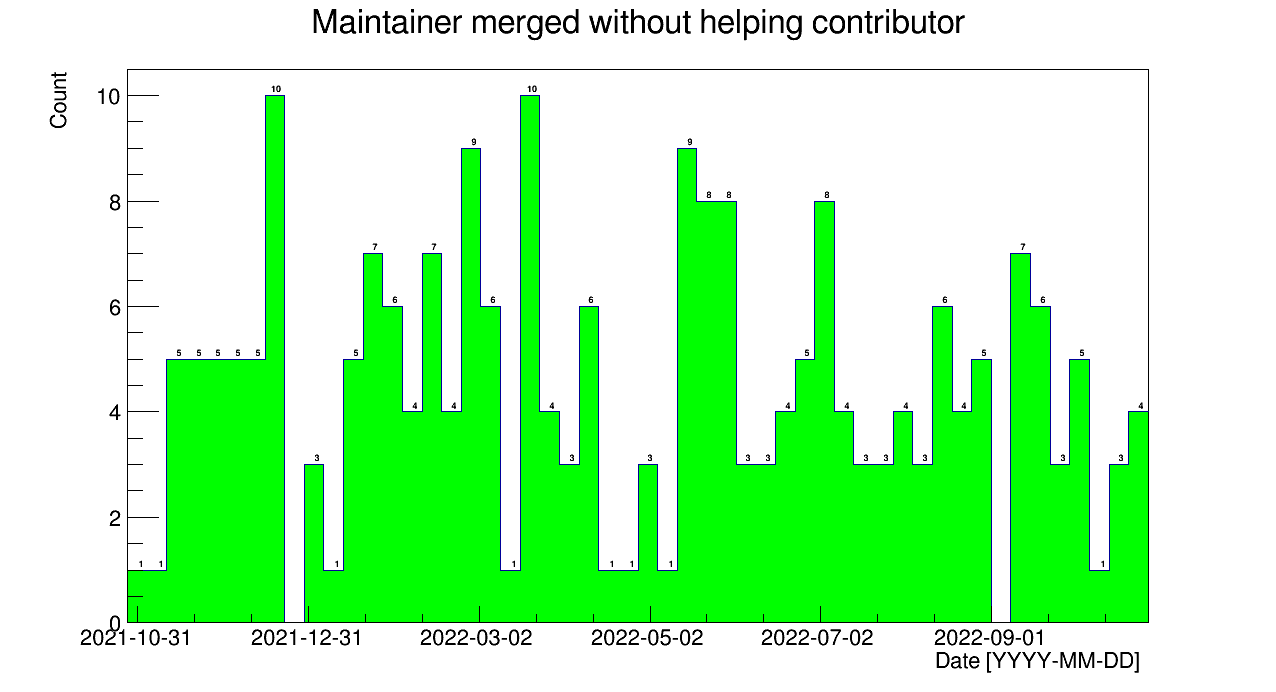 Maintainer merged without helping contributor
Count
10
8
6
4
2
0
1 1 5 5 5 5 5 10 3 1 5 7 6 4 7 4 9 6 1 10 4 3 6 1 1 3 1 9 8 8 3 3 4 5 8 4 3 3 4 3 6 4 5 7 6 3 5 1 3 4
2021-10-31 2021-12-31 2022-03-02 2022-05-02 2022-07-02 2022-09-01
Date [YYYY-MM-DD]